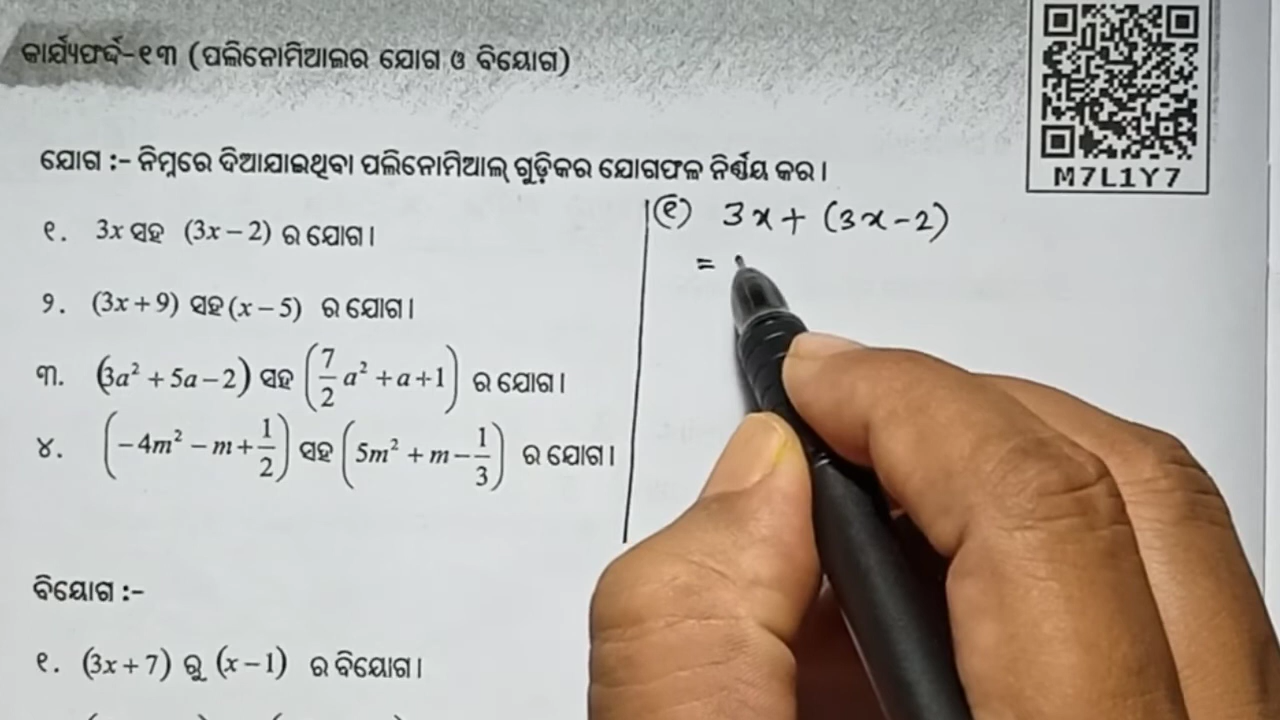 କାର୍ଯ୍ୟଫର୍ଦ୍ଦ-୧୩ (ପଲିନୋମିଆଲର ଯୋଗ ଓ ବିୟୋଗ)
M7L1Y7
ଯୋଗ :- ନିମ୍ନରେ ଦିଆଯାଇଥିବା ପଲିନୋମିଆଲ୍ ଗୁଡ଼ିକର ଯୋଗଫଳ ନିର୍ଣ୍ଣୟ କର ।
୧. 3x ସହ (3x − 2) ର ଯୋଗ ।
୨. (3x + 9) ସହ (x − 5) ର ଯୋଗ ।
୩. (3a² + 5a − 2) ସହ (7/2 a² + a + 1) ର ଯୋଗ ।
୪. (−4m² − m + 1/2) ସହ (5m² + m − 1/3) ର ଯୋଗ ।
ବିୟୋଗ :-
୧. (3x + 7) ରୁ (x − 1) ର ବିୟୋଗ ।
(୧) 3x + (3x − 2)
=